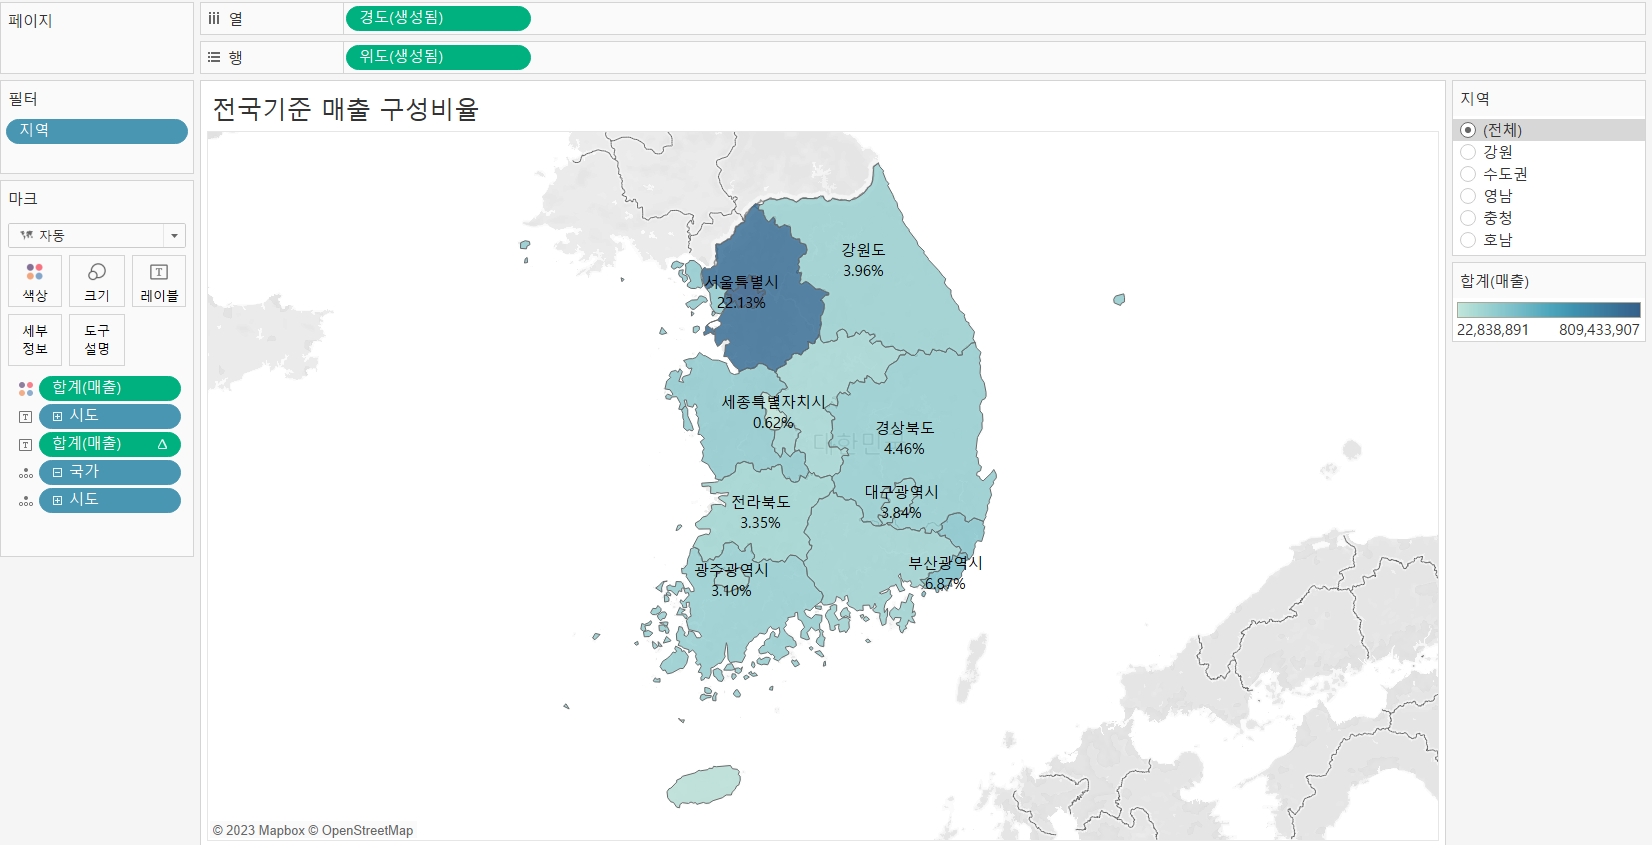 페이지
열
경도(생성됨)
행
위도(생성됨)
필터
지역
마크
자동
색상
크기
레이블
세부
정보
도구
설명
합계(매출)
시도
합계(매출)
국가
시도
전국기준 매출 구성비율
강원도
3.96%
서울특별시
22.13%
세종특별자치시
0.62%
경상북도
4.46%
대구광역시
3.84%
전라북도
3.35%
부산광역시
6.87%
광주광역시
3.10%
© 2023 Mapbox © OpenStreetMap
지역
(전체)
강원
수도권
영남
충청
호남
합계(매출)
22,838,891 809,433,907